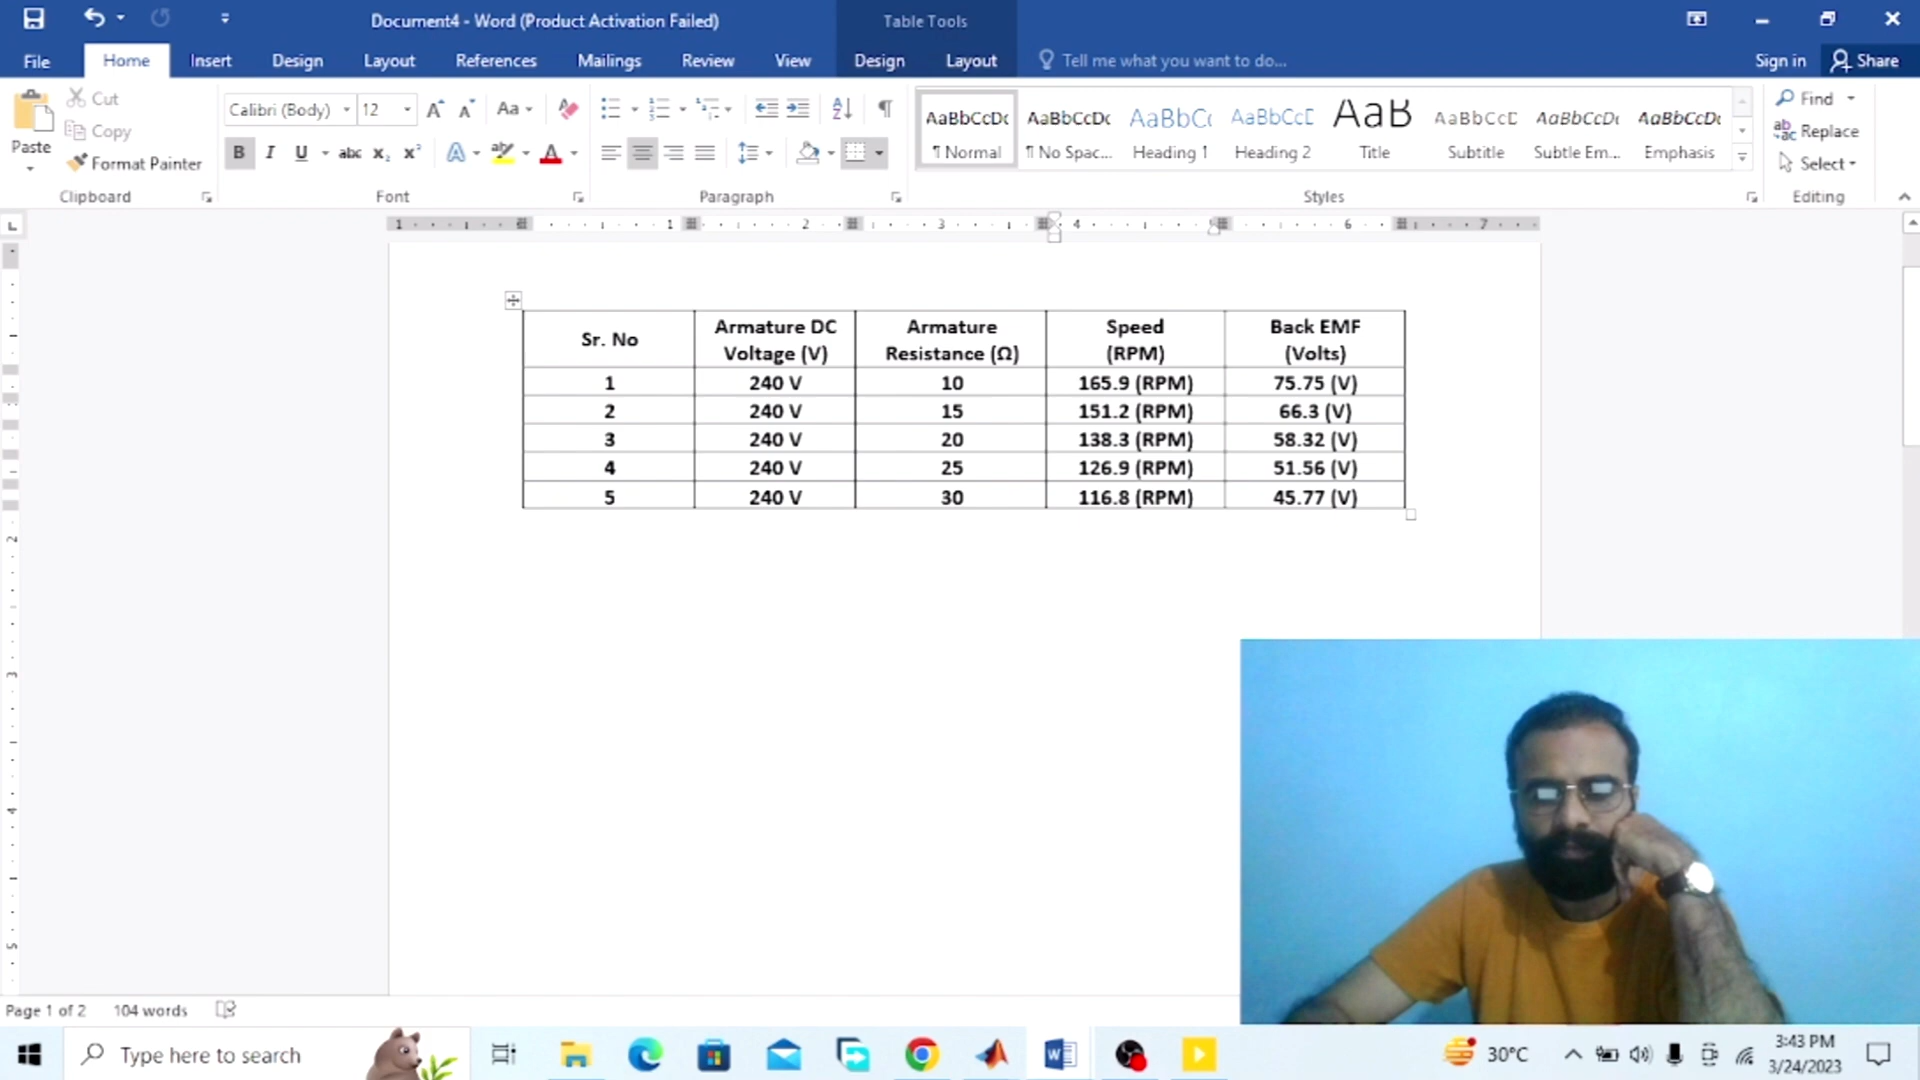 Document4 - Word (Product Activation Failed)
Table Tools
File Home Insert Design Layout References Mailings Review View Design Layout Tell me what you want to do... Sign in Share
Paste
Cut
Copy
Format Painter
Clipboard
Calibri (Body) 12
Font
Paragraph
AaBbCcDc AaBbCcDc AaBbC( AaBbCcE AaB AaBbCcD AaBbCcDc AaBbCcDc
¶ Normal ¶ No Spac... Heading 1 Heading 2 Title Subtitle Subtle Em... Emphasis
Styles
Find
Replace
Select
Editing
Sr. No Armature DC Voltage (V) Armature Resistance (Ω) Speed (RPM) Back EMF (Volts)
1 240 V 10 165.9 (RPM) 75.75 (V)
2 240 V 15 151.2 (RPM) 66.3 (V)
3 240 V 20 138.3 (RPM) 58.32 (V)
4 240 V 25 126.9 (RPM) 51.56 (V)
5 240 V 30 116.8 (RPM) 45.77 (V)
Page 1 of 2 104 words
Type here to search
30°C
3:43 PM
3/24/2023